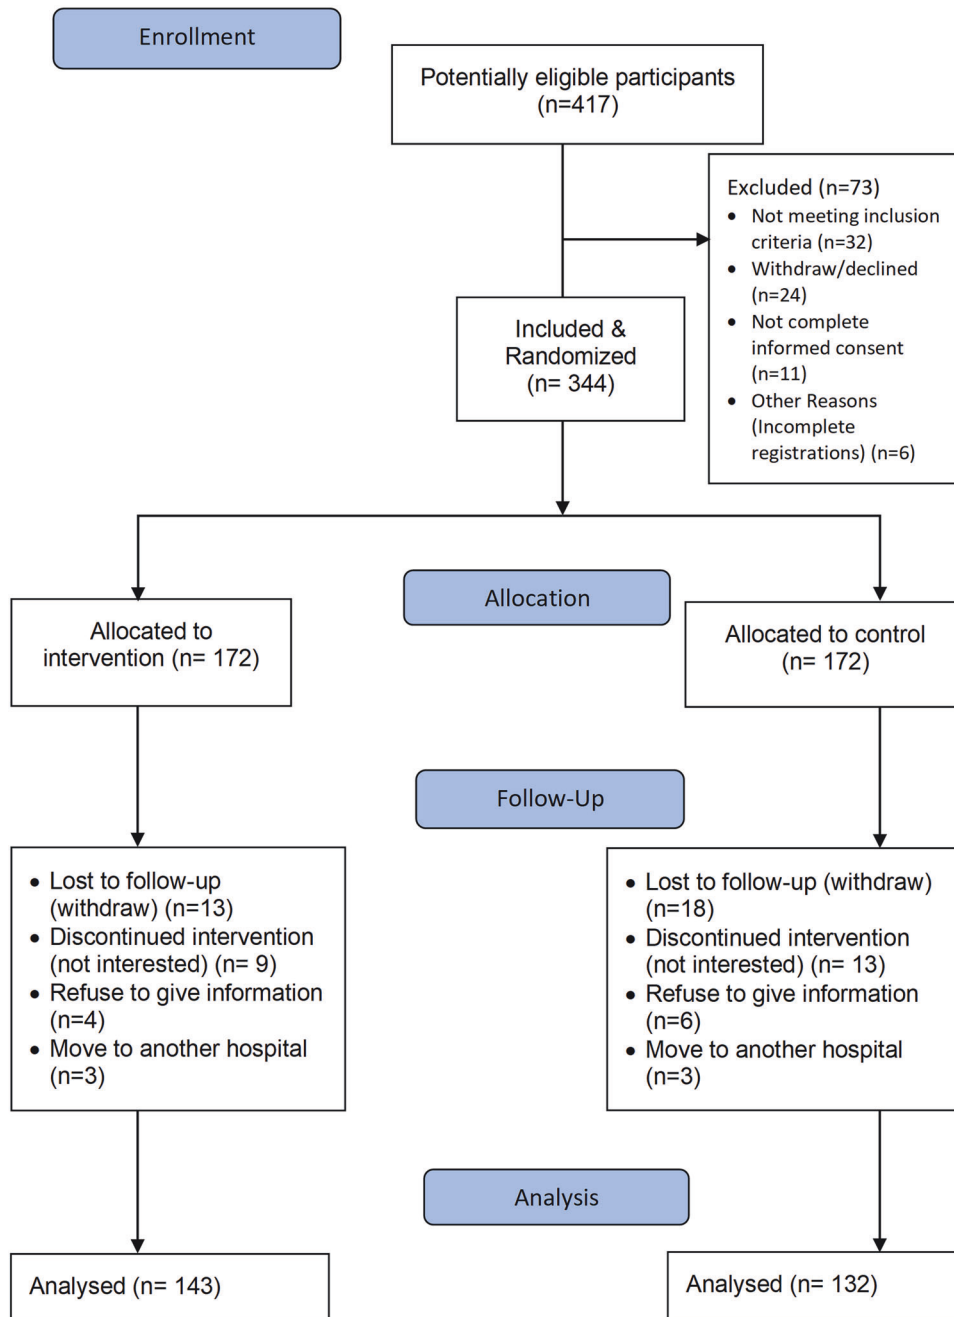 Enrollment
Potentially eligible participants
(n=417)
Excluded (n=73)
• Not meeting inclusion
criteria (n=32)
• Withdraw/declined
(n=24)
• Not complete
informed consent
(n=11)
• Other Reasons
(Incomplete
registrations) (n=6)
Included &
Randomized
(n= 344)
Allocation
Allocated to
intervention (n= 172)
Allocated to control
(n= 172)
Follow-Up
• Lost to follow-up
(withdraw) (n=13)
• Discontinued intervention
(not interested) (n= 9)
• Refuse to give information
(n=4)
• Move to another hospital
(n=3)
• Lost to follow-up (withdraw)
(n=18)
• Discontinued intervention
(not interested) (n= 13)
• Refuse to give information
(n=6)
• Move to another hospital
(n=3)
Analysis
Analysed (n= 143)
Analysed (n= 132)